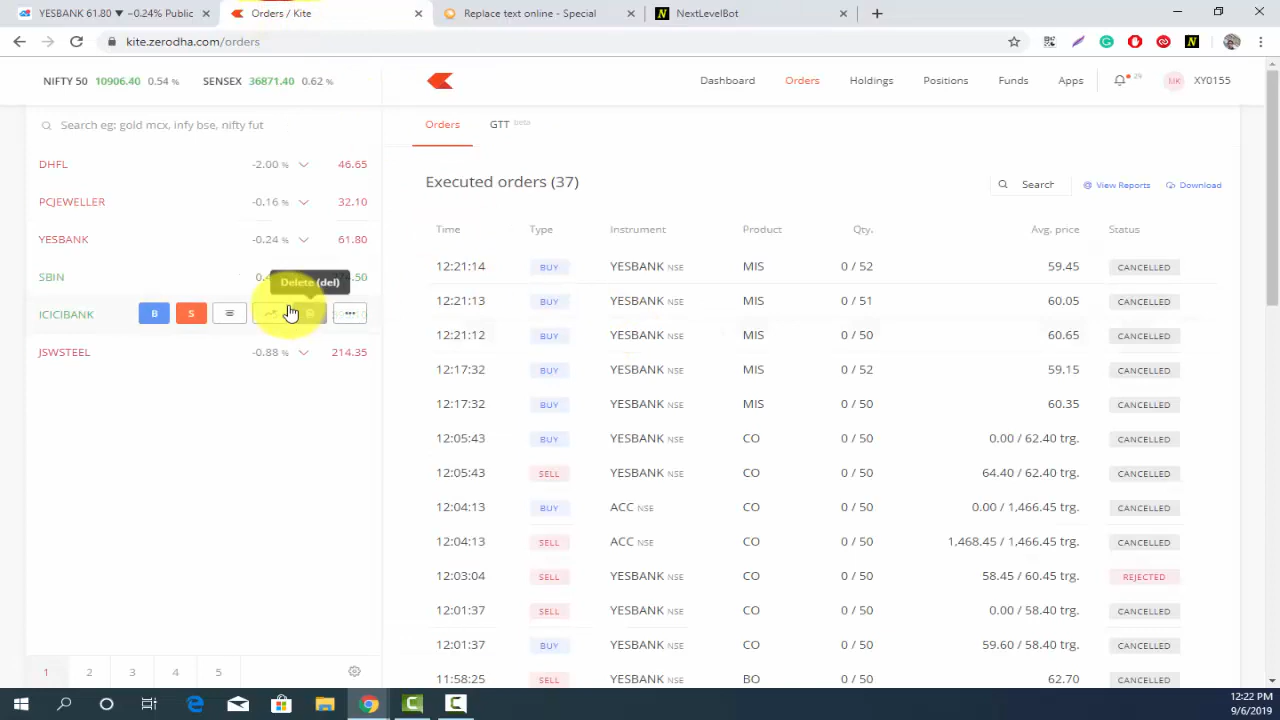 YESBANK 61.80 ▼ −0.24% Public
Orders / Kite
Replace text online - Special
NextLevelBot
kite.zerodha.com/orders
NIFTY 50 10906.40 0.54 % SENSEX 36871.40 0.62 %
Dashboard Orders Holdings Positions Funds Apps 29 MK XY0155
Search eg: gold mcx, infy bse, nifty fut
Orders GTT beta
DHFL -2.00 % 46.65
PCJEWELLER -0.16 % 32.10
YESBANK -0.24 % 61.80
SBIN
Delete (del)
ICICIBANK B S
JSWSTEEL -0.88 % 214.35
1 2 3 4 5
Executed orders (37) Search View Reports Download
Time Type Instrument Product Qty. Avg. price Status
12:21:14 BUY YESBANK NSE MIS 0 / 52 59.45 CANCELLED
12:21:13 BUY YESBANK NSE MIS 0 / 51 60.05 CANCELLED
12:21:12 BUY YESBANK NSE MIS 0 / 50 60.65 CANCELLED
12:17:32 BUY YESBANK NSE MIS 0 / 52 59.15 CANCELLED
12:17:32 BUY YESBANK NSE MIS 0 / 50 60.35 CANCELLED
12:05:43 BUY YESBANK NSE CO 0 / 50 0.00 / 62.40 trg. CANCELLED
12:05:43 SELL YESBANK NSE CO 0 / 50 64.40 / 62.40 trg. CANCELLED
12:04:13 BUY ACC NSE CO 0 / 50 0.00 / 1,466.45 trg. CANCELLED
12:04:13 SELL ACC NSE CO 0 / 50 1,468.45 / 1,466.45 trg. CANCELLED
12:03:04 SELL YESBANK NSE CO 0 / 50 58.45 / 60.45 trg. REJECTED
12:01:37 SELL YESBANK NSE CO 0 / 50 0.00 / 58.40 trg. CANCELLED
12:01:37 BUY YESBANK NSE CO 0 / 50 59.60 / 58.40 trg. CANCELLED
11:58:25 SELL YESBANK NSE BO 0 / 50 62.70 CANCELLED
12:22 PM
9/6/2019